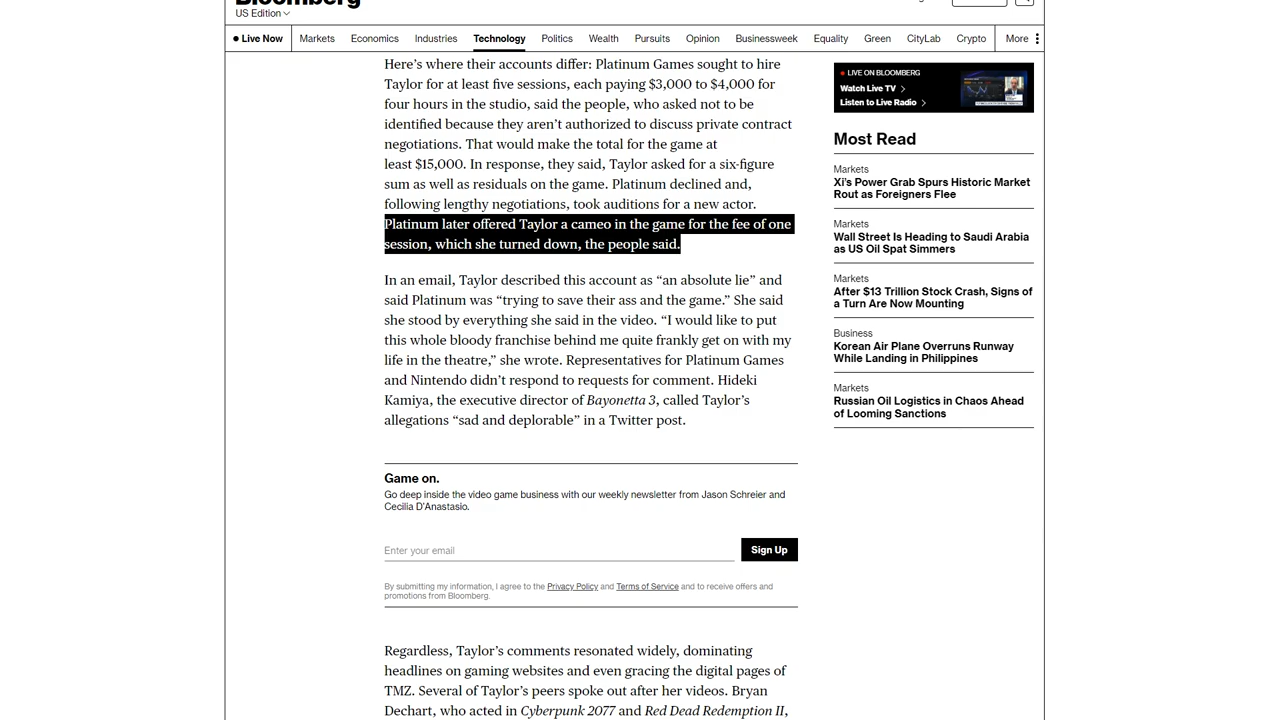 Bloomberg
US Edition
Live Now Markets Economics Industries Technology Politics Wealth Pursuits Opinion Businessweek Equality Green CityLab Crypto More
Here’s where their accounts differ: Platinum Games sought to hire
Taylor for at least five sessions, each paying $3,000 to $4,000 for
four hours in the studio, said the people, who asked not to be
identified because they aren’t authorized to discuss private contract
negotiations. That would make the total for the game at
least $15,000. In response, they said, Taylor asked for a six-figure
sum as well as residuals on the game. Platinum declined and,
following lengthy negotiations, took auditions for a new actor.
Platinum later offered Taylor a cameo in the game for the fee of one
session, which she turned down, the people said.
In an email, Taylor described this account as “an absolute lie” and
said Platinum was “trying to save their ass and the game.” She said
she stood by everything she said in the video. “I would like to put
this whole bloody franchise behind me quite frankly get on with my
life in the theatre,” she wrote. Representatives for Platinum Games
and Nintendo didn’t respond to requests for comment. Hideki
Kamiya, the executive director of Bayonetta 3, called Taylor’s
allegations “sad and deplorable” in a Twitter post.
Game on.
Go deep inside the video game business with our weekly newsletter from Jason Schreier and
Cecilia D’Anastasio.
Enter your email
Sign Up
By submitting my information, I agree to the Privacy Policy and Terms of Service and to receive offers and
promotions from Bloomberg.
Regardless, Taylor’s comments resonated widely, dominating
headlines on gaming websites and even gracing the digital pages of
TMZ. Several of Taylor’s peers spoke out after her videos. Bryan
Dechart, who acted in Cyberpunk 2077 and Red Dead Redemption II,
LIVE ON BLOOMBERG
Watch Live TV
Listen to Live Radio
Most Read
Markets
Xi’s Power Grab Spurs Historic Market
Rout as Foreigners Flee
Markets
Wall Street Is Heading to Saudi Arabia
as US Oil Spat Simmers
Markets
After $13 Trillion Stock Crash, Signs of
a Turn Are Now Mounting
Business
Korean Air Plane Overruns Runway
While Landing in Philippines
Markets
Russian Oil Logistics in Chaos Ahead
of Looming Sanctions